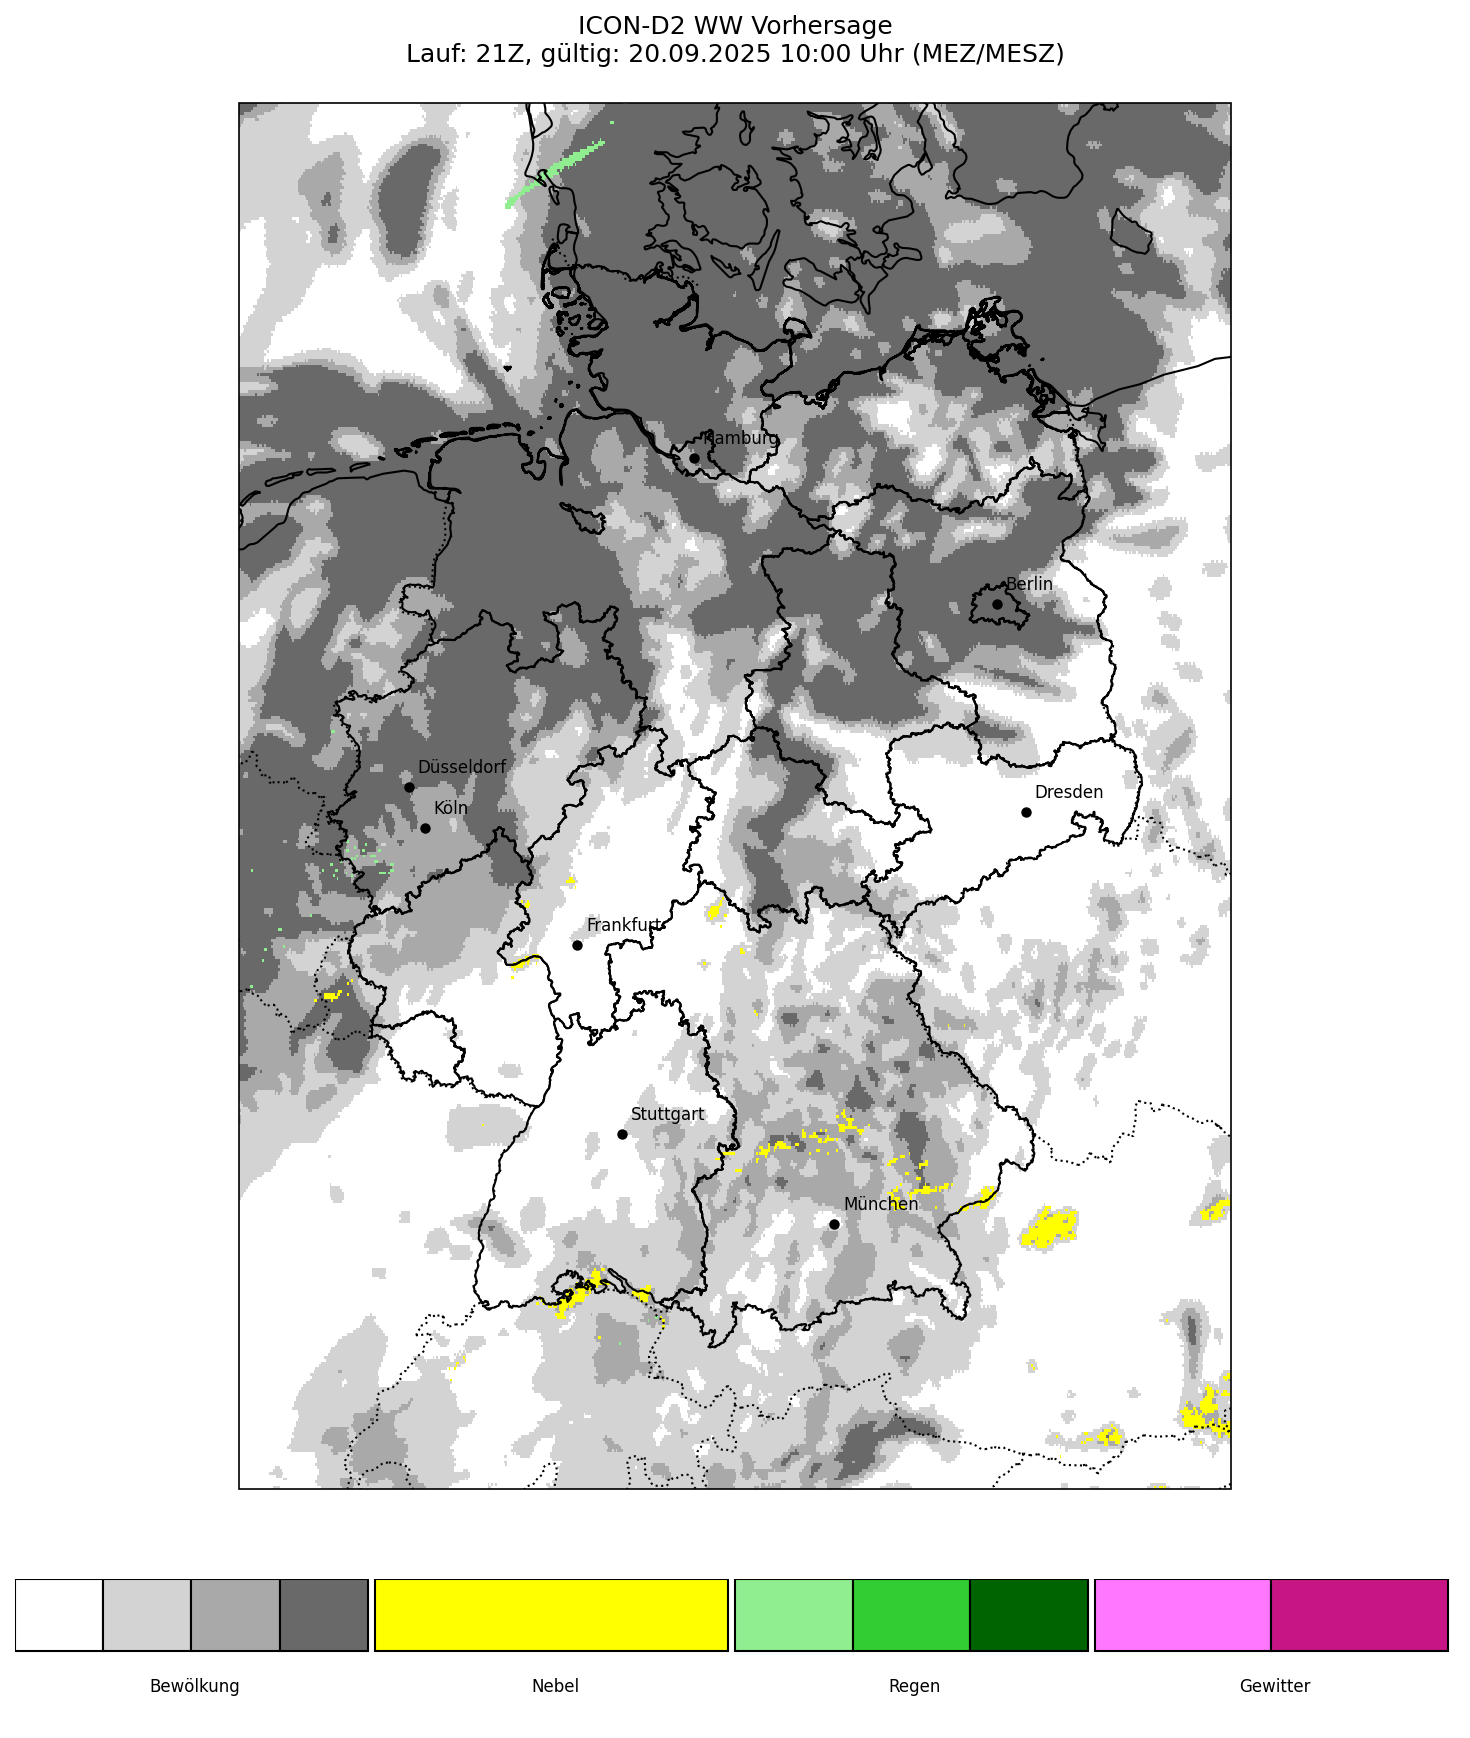 ICON-D2 WW Vorhersage
Lauf: 21Z, gültig: 20.09.2025 10:00 Uhr (MEZ/MESZ)
Hamburg
Berlin
Düsseldorf
Köln
Dresden
Frankfurt
Stuttgart
München
Bewölkung
Nebel
Regen
Gewitter